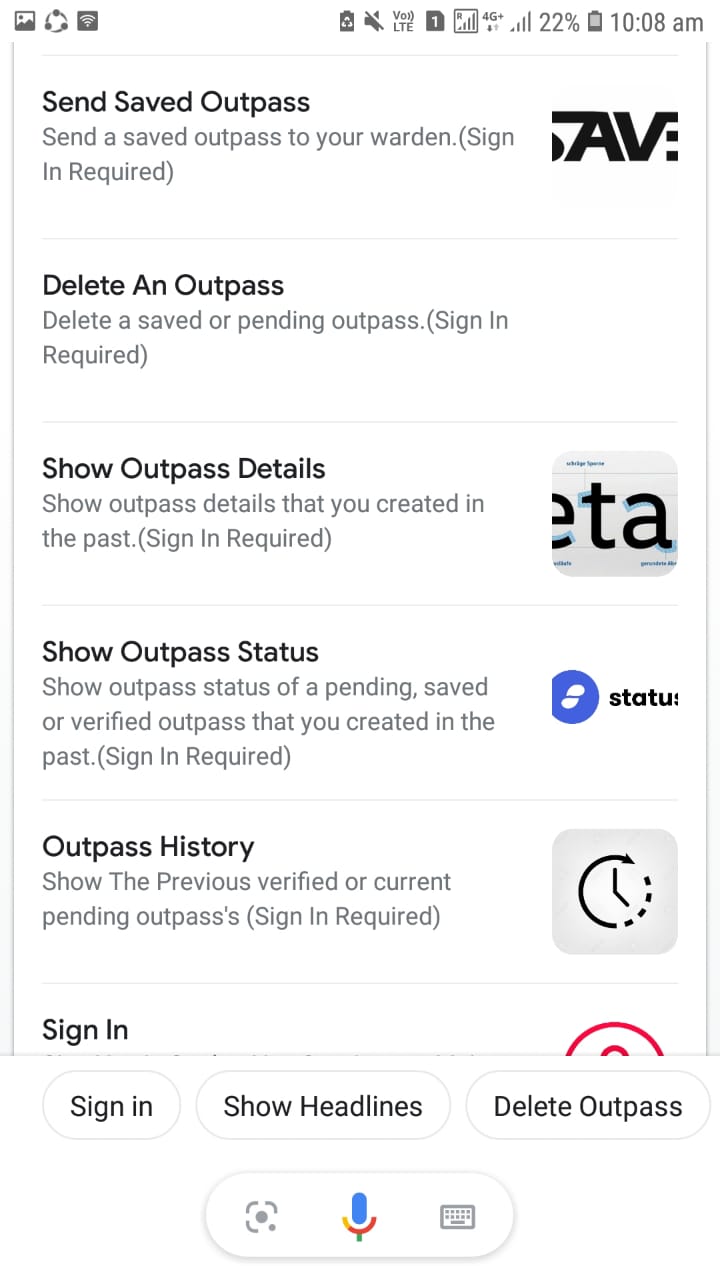 Vo)) LTE 1 R 4G+ 22% 10:08 am
Send Saved Outpass
Send a saved outpass to your warden.(Sign
In Required)
SAVE
Delete An Outpass
Delete a saved or pending outpass.(Sign In
Required)
Show Outpass Details
Show outpass details that you created in
the past.(Sign In Required)
schräge Sporne
eta
Show Outpass Status
Show outpass status of a pending, saved
or verified outpass that you created in the
past.(Sign In Required)
status
Outpass History
Show The Previous verified or current
pending outpass's (Sign In Required)
Sign In
Sign in
Show Headlines
Delete Outpass